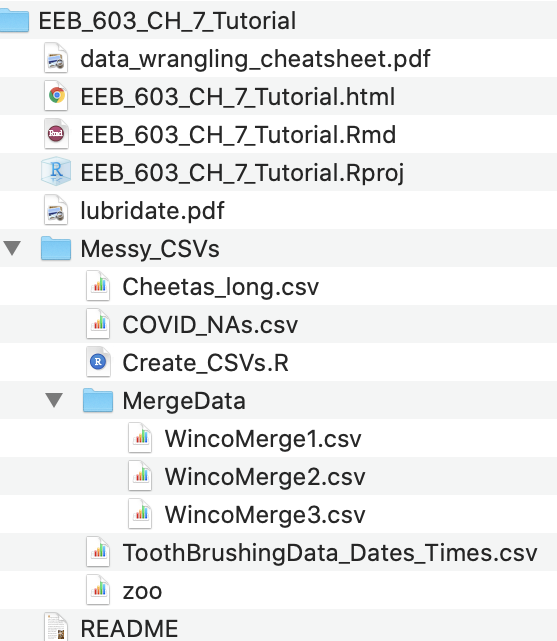 EEB_603_CH_7_Tutorial
data_wrangling_cheatsheet.pdf
EEB_603_CH_7_Tutorial.html
EEB_603_CH_7_Tutorial.Rmd
EEB_603_CH_7_Tutorial.Rproj
lubridate.pdf
Messy_CSVs
Cheetas_long.csv
COVID_NAs.csv
Create_CSVs.R
MergeData
WincoMerge1.csv
WincoMerge2.csv
WincoMerge3.csv
ToothBrushingData_Dates_Times.csv
zoo
README